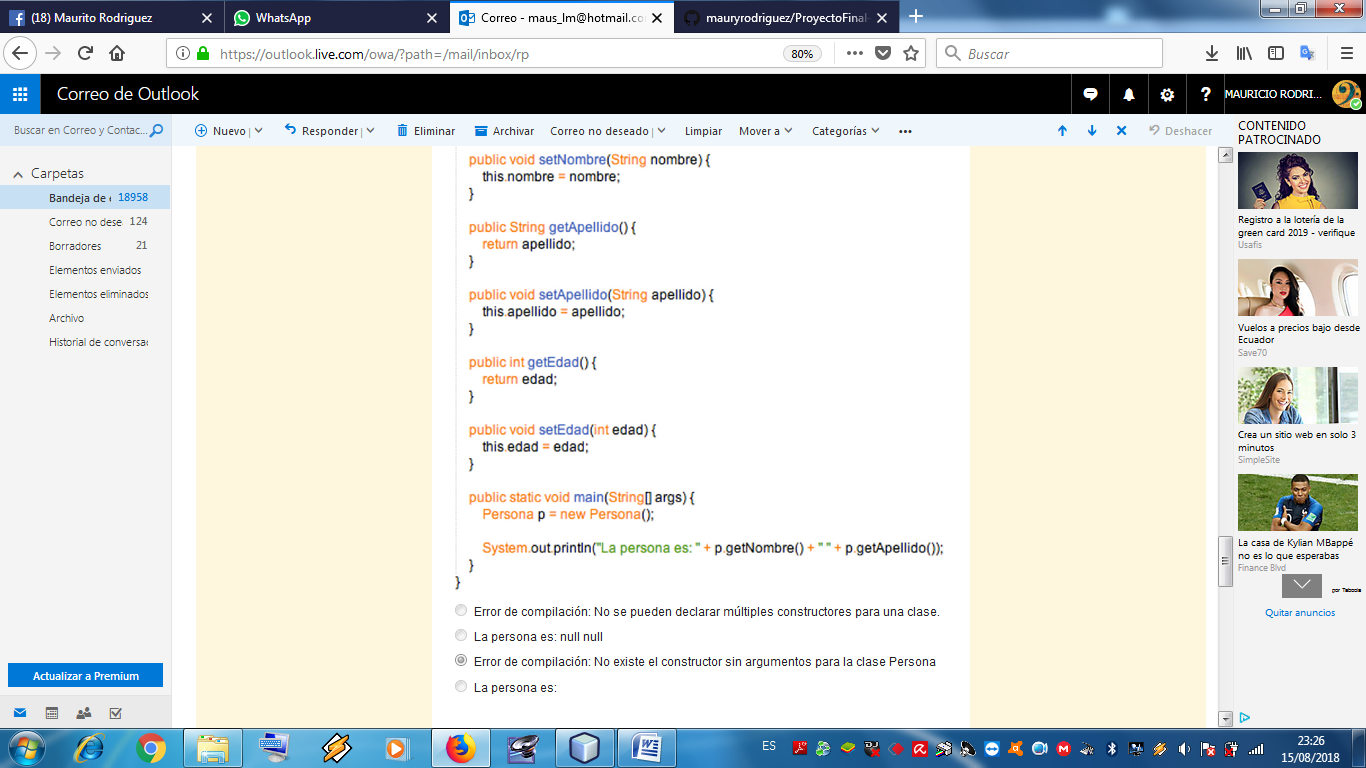 (18) Maurito Rodriguez
WhatsApp
Correo - maus_lm@hotmail.co
mauryrodriguez/ProyectoFinal-
https://outlook.live.com/owa/?path=/mail/inbox/rp
80%
Buscar
Correo de Outlook
MAURICIO RODRI...
Buscar en Correo y Contac...
Nuevo
Responder
Eliminar
Archivar
Correo no deseado
Limpiar
Mover a
Categorías
Deshacer
Carpetas
Bandeja de 18958
Correo no dese 124
Borradores 21
Elementos enviados
Elementos eliminados
Archivo
Historial de conversa
Actualizar a Premium
public void setNombre(String nombre) {
this.nombre = nombre;
}
public String getApellido() {
return apellido;
}
public void setApellido(String apellido) {
this.apellido = apellido;
}
public int getEdad() {
return edad;
}
public void setEdad(int edad) {
this.edad = edad;
}
public static void main(String[] args) {
Persona p = new Persona();
System.out.println("La persona es: " + p.getNombre() + " " + p.getApellido());
}
}
Error de compilación: No se pueden declarar múltiples constructores para una clase.
La persona es: null null
Error de compilación: No existe el constructor sin argumentos para la clase Persona
La persona es:
CONTENIDO
PATROCINADO
Registro a la lotería de la
green card 2019 - verifique
Usafis
Vuelos a precios bajo desde
Ecuador
Save70
Crea un sitio web en solo 3
minutos
SimpleSite
La casa de Kylian MBappé
no es lo que esperabas
Finance Blvd
por Taboola
Quitar anuncios
ES
23:26
15/08/2018